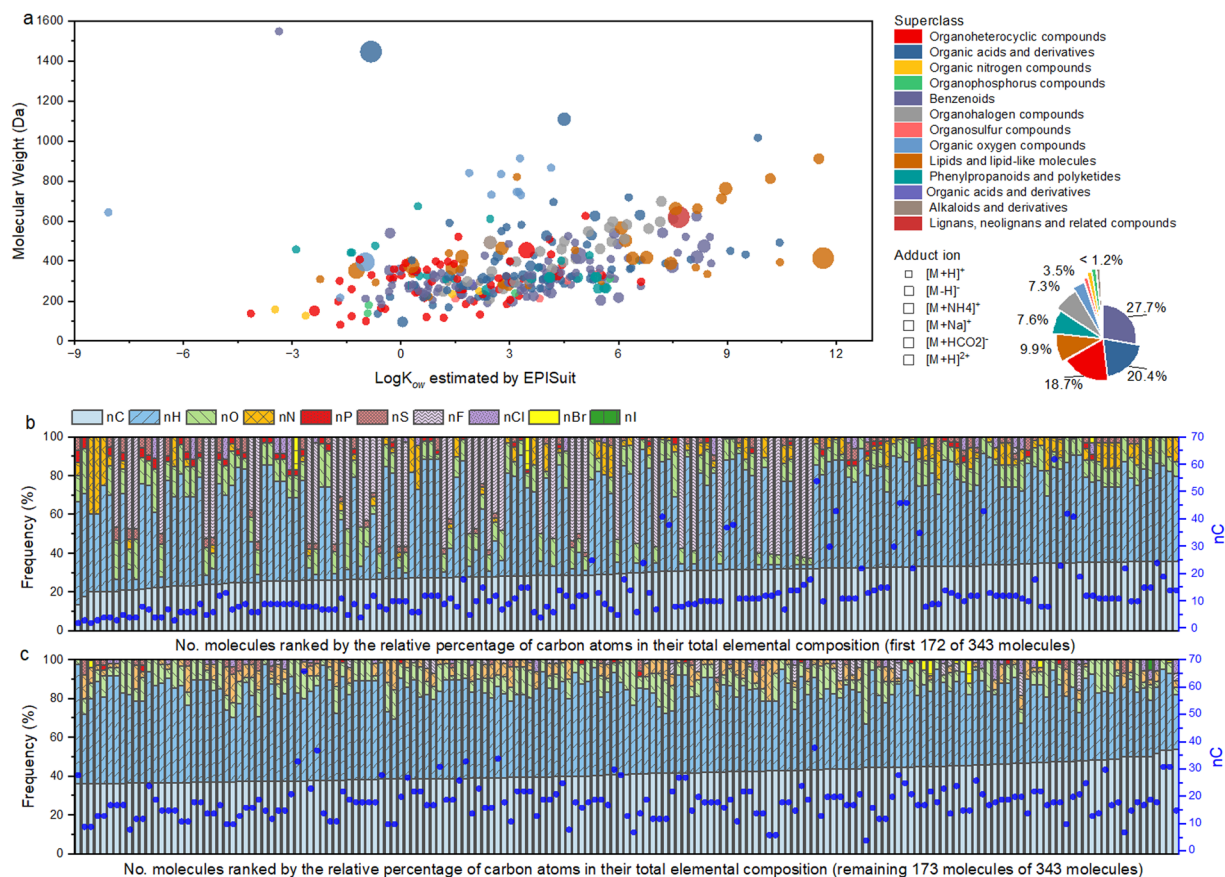 a
1600
1400
1200
1000
800
600
400
200
0
Molecular Weight (Da)
-9
-6
-3
0
3
6
9
12
LogKow estimated by EPISuit
Superclass
Organoheterocyclic compounds
Organic acids and derivatives
Organic nitrogen compounds
Organophosphorus compounds
Benzenoids
Organohalogen compounds
Organosulfur compounds
Organic oxygen compounds
Lipids and lipid-like molecules
Phenylpropanoids and polyketides
Organic acids and derivatives
Alkaloids and derivatives
Lignans, neolignans and related compounds
Adduct ion
[M+H]+
[M-H]-
[M+NH4]+
[M+Na]+
[M+HCO2]-
[M+H]2+
< 1.2%
3.5%
7.3%
7.6%
9.9%
18.7%
20.4%
27.7%
nC nH nO nN nP nS nF nCl nBr nI
b
100
80
60
40
20
0
Frequency (%)
70
60
50
40
30
20
10
0
nC
No. molecules ranked by the relative percentage of carbon atoms in their total elemental composition (first 172 of 343 molecules)
c
100
80
60
40
20
0
Frequency (%)
70
60
50
40
30
20
10
0
nC
No. molecules ranked by the relative percentage of carbon atoms in their total elemental composition (remaining 173 molecules of 343 molecules)